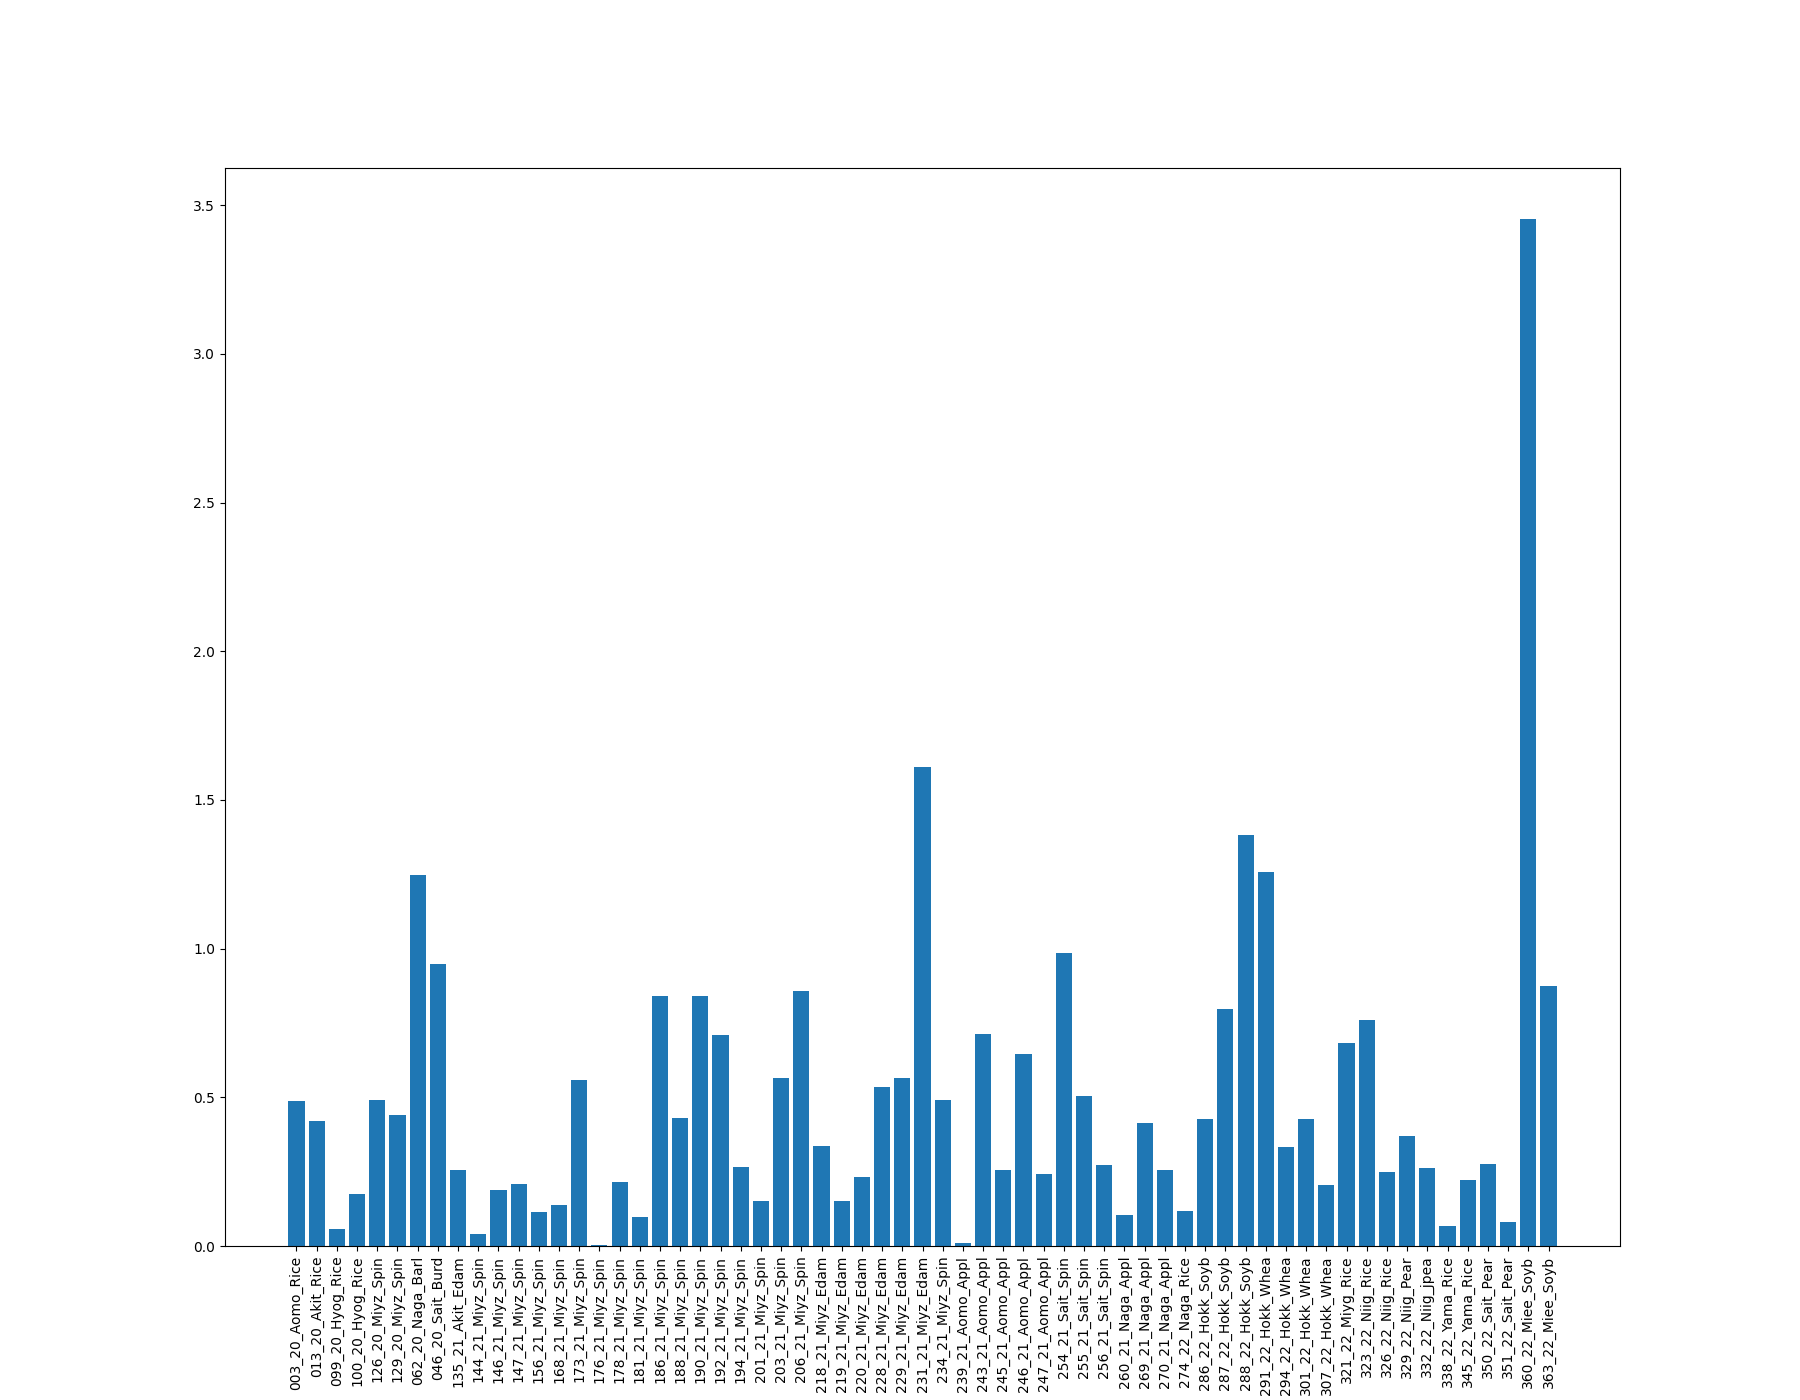 3.5
3.0
2.5
2.0
1.5
1.0
0.5
0.0
003_20_Aomo_Rice
013_20_Akit_Rice
099_20_Hyog_Rice
100_20_Hyog_Rice
126_20_Miyz_Spin
129_20_Miyz_Spin
062_20_Naga_Barl
046_20_Sait_Burd
135_21_Akit_Edam
144_21_Miyz_Spin
146_21_Miyz_Spin
147_21_Miyz_Spin
156_21_Miyz_Spin
168_21_Miyz_Spin
173_21_Miyz_Spin
176_21_Miyz_Spin
178_21_Miyz_Spin
181_21_Miyz_Spin
186_21_Miyz_Spin
188_21_Miyz_Spin
190_21_Miyz_Spin
192_21_Miyz_Spin
194_21_Miyz_Spin
201_21_Miyz_Spin
203_21_Miyz_Spin
206_21_Miyz_Spin
218_21_Miyz_Edam
219_21_Miyz_Edam
220_21_Miyz_Edam
228_21_Miyz_Edam
229_21_Miyz_Edam
231_21_Miyz_Edam
234_21_Miyz_Spin
239_21_Aomo_Appl
243_21_Aomo_Appl
245_21_Aomo_Appl
246_21_Aomo_Appl
247_21_Aomo_Appl
254_21_Sait_Spin
255_21_Sait_Spin
256_21_Sait_Spin
260_21_Naga_Appl
269_21_Naga_Appl
270_21_Naga_Appl
274_22_Naga_Rice
286_22_Hokk_Soyb
287_22_Hokk_Soyb
288_22_Hokk_Soyb
291_22_Hokk_Whea
294_22_Hokk_Whea
301_22_Hokk_Whea
307_22_Hokk_Whea
321_22_Miyg_Rice
323_22_Niig_Rice
326_22_Niig_Rice
329_22_Niig_Pear
332_22_Niig_jpea
338_22_Yama_Rice
345_22_Yama_Rice
350_22_Sait_Pear
351_22_Sait_Pear
360_22_Miee_Soyb
363_22_Miee_Soyb